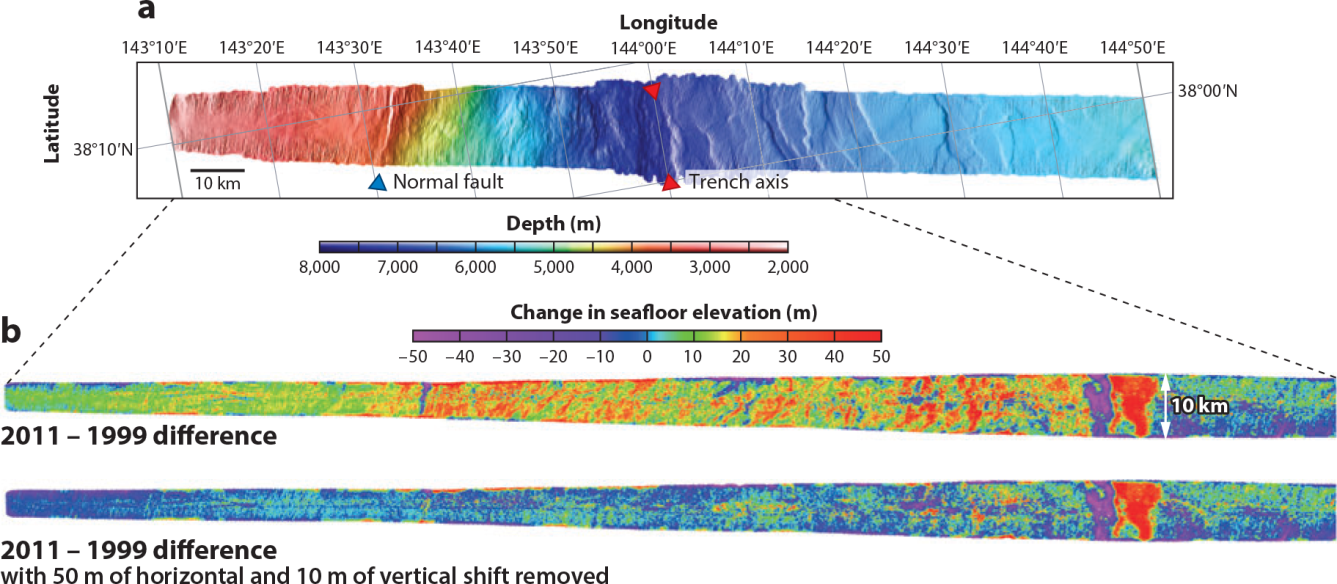 a
Longitude
143°10′E 143°20′E 143°30′E 143°40′E 143°50′E 144°00′E 144°10′E 144°20′E 144°30′E 144°40′E 144°50′E
Latitude
38°00′N
38°10′N
10 km
Normal fault
Trench axis
Depth (m)
8,000 7,000 6,000 5,000 4,000 3,000 2,000
b
Change in seafloor elevation (m)
–50 –40 –30 –20 –10 0 10 20 30 40 50
10 km
2011 – 1999 difference
2011 – 1999 difference
with 50 m of horizontal and 10 m of vertical shift removed